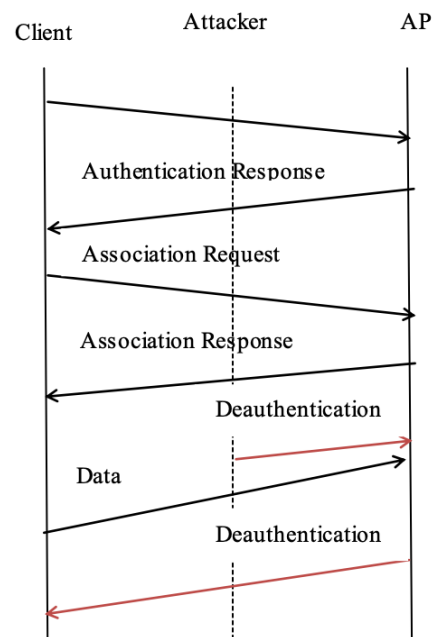 Client
Attacker
AP
Authentication Response
Association Request
Association Response
Deauthentication
Data
Deauthentication